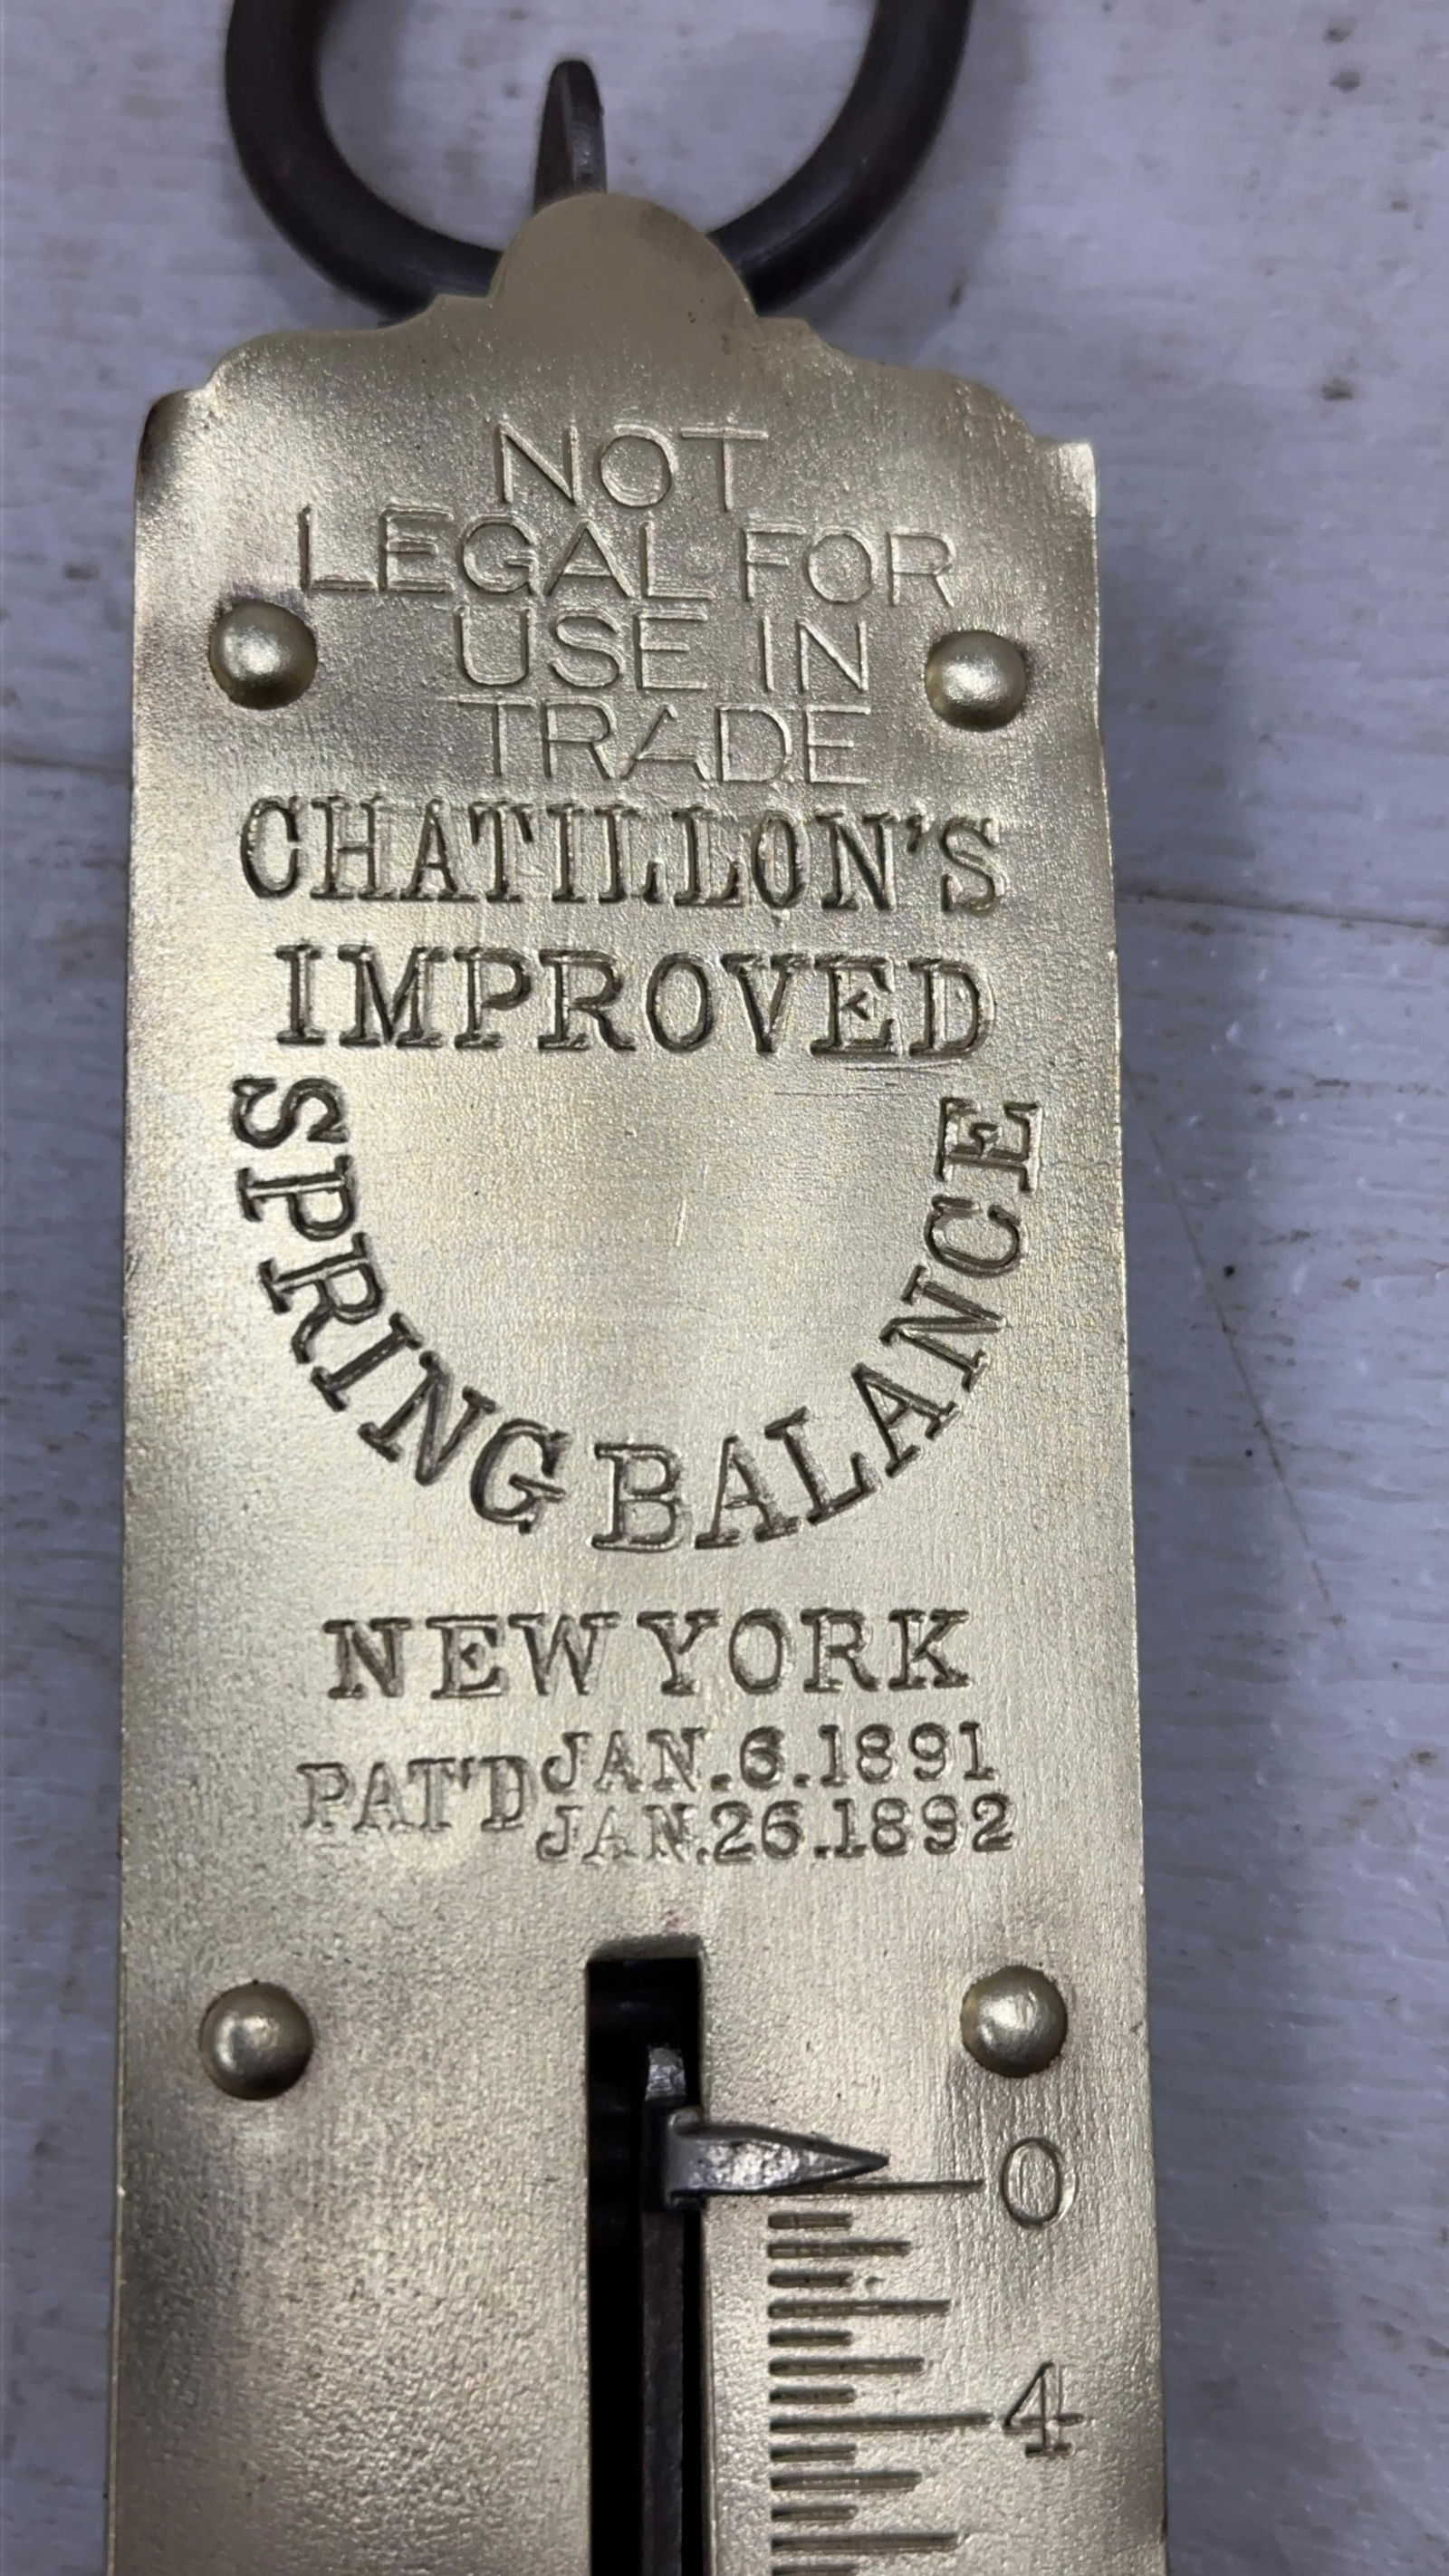 NOT
LEGAL FOR
USE IN
TRADE
CHATILLON'S
IMPROVED
SPRING BALANCE
NEW YORK
PAT'D JAN.6.1891
JAN.26.1892
0
4